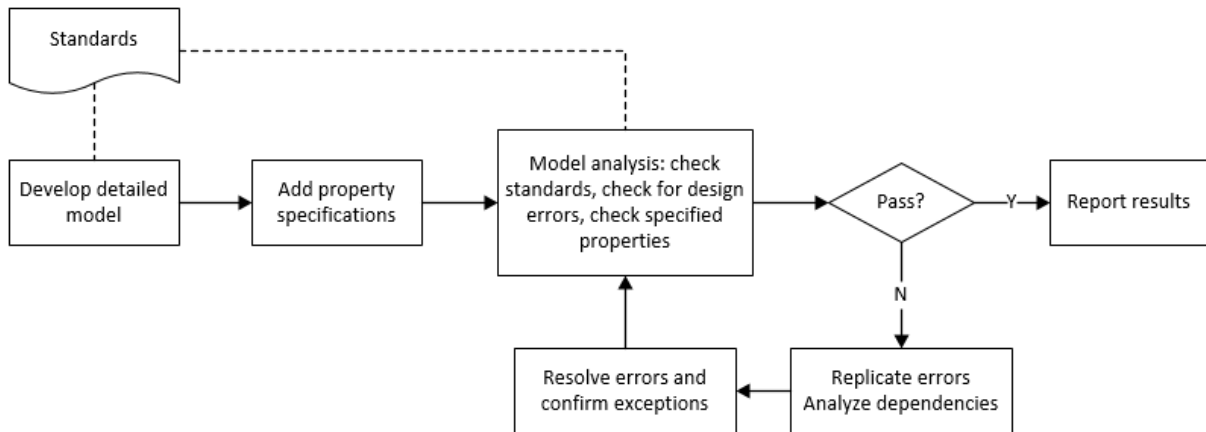 Standards
Develop detailed
model
Add property
specifications
Model analysis: check
standards, check for design
errors, check specified
properties
Pass?
Y
Report results
N
Resolve errors and
confirm exceptions
Replicate errors
Analyze dependencies